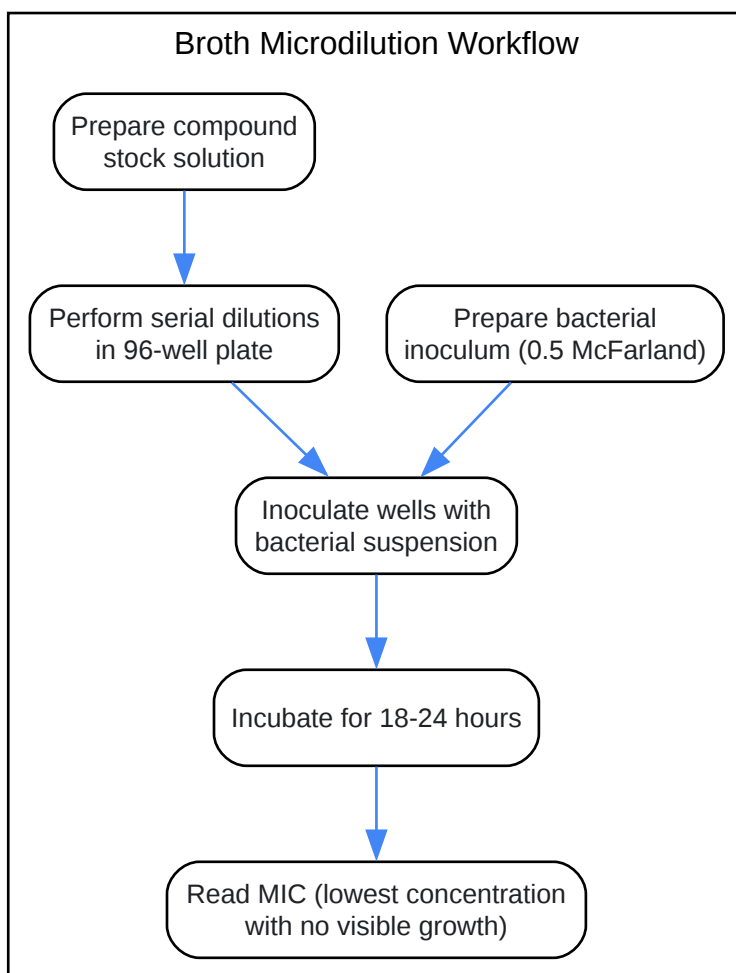 Broth Microdilution Workflow
Prepare compound
stock solution
Perform serial dilutions
in 96-well plate
Prepare bacterial
inoculum (0.5 McFarland)
Inoculate wells with
bacterial suspension
Incubate for 18-24 hours
Read MIC (lowest concentration
with no visible growth)